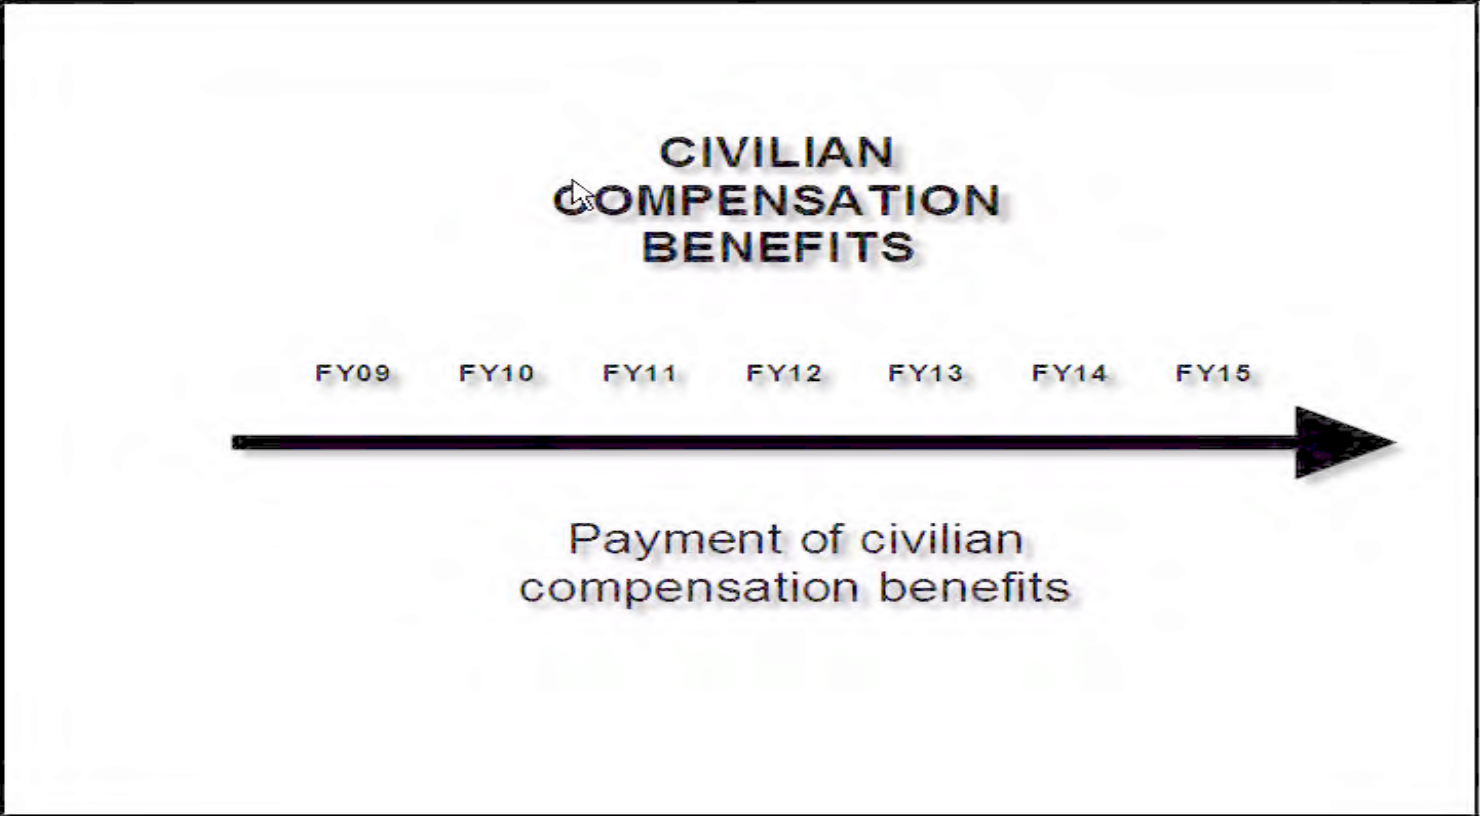 CIVILIAN
COMPENSATION
BENEFITS
FY09 FY10 FY11 FY12 FY13 FY14 FY15
Payment of civilian
compensation benefits